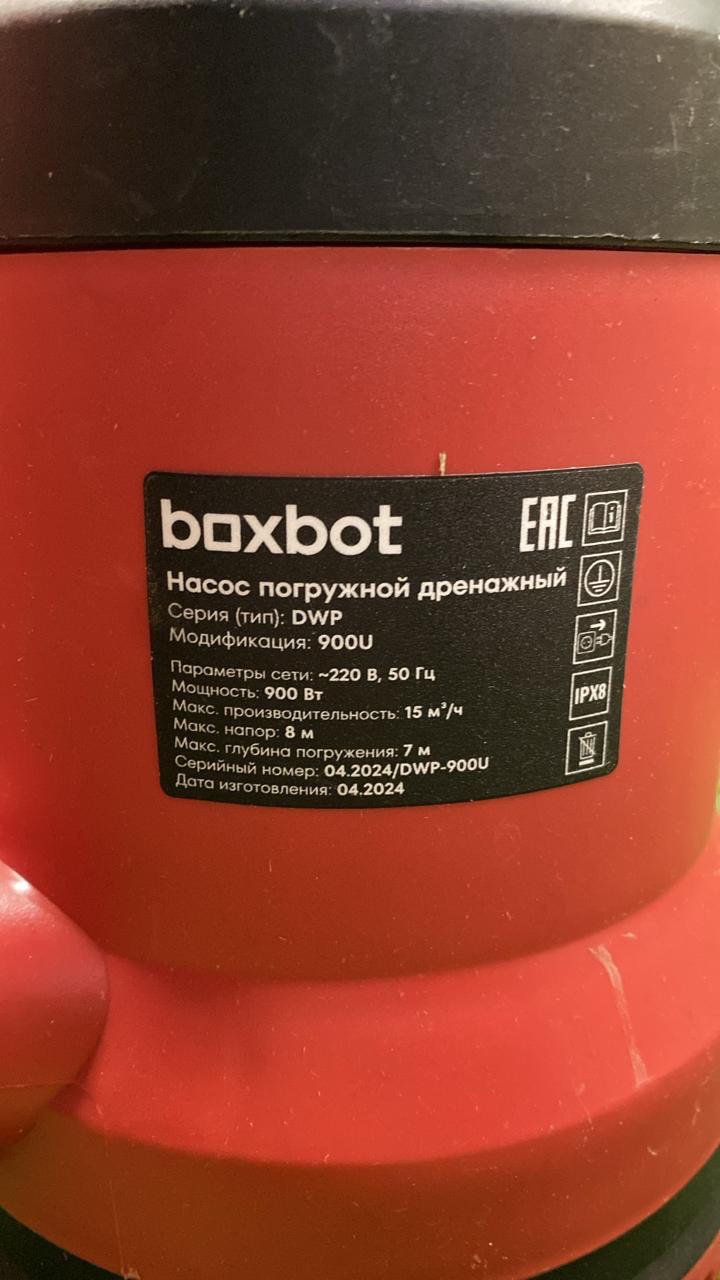 boxbot
EAC
Насос погружной дренажный
Серия (тип): DWP
Модификация: 900U
Параметры сети: ~220 В, 50 Гц
Мощность: 900 Вт
Макс. производительность: 15 м³/ч
Макс. напор: 8 м
Макс. глубина погружения: 7 м
Серийный номер: 04.2024/DWP-900U
Дата изготовления: 04.2024
IPX8